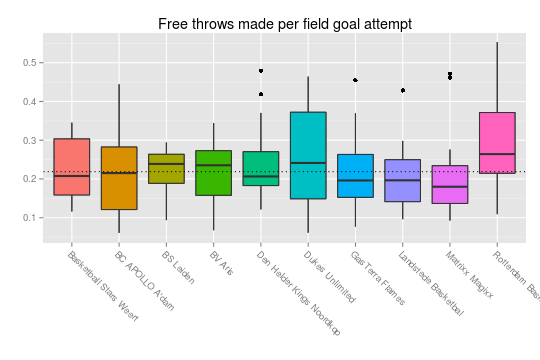 Free throws made per field goal attempt
0.5
0.4
0.3
0.2
0.1
Basketball Stars Weert
BC APOLLO A'dam
BS Leiden
BV Aris
Den Helder Kings Noordkop
Dukes Unlimited
GasTerra Flames
Landstede Basketbal
Matrixx Magixx
Rotterdam Bas